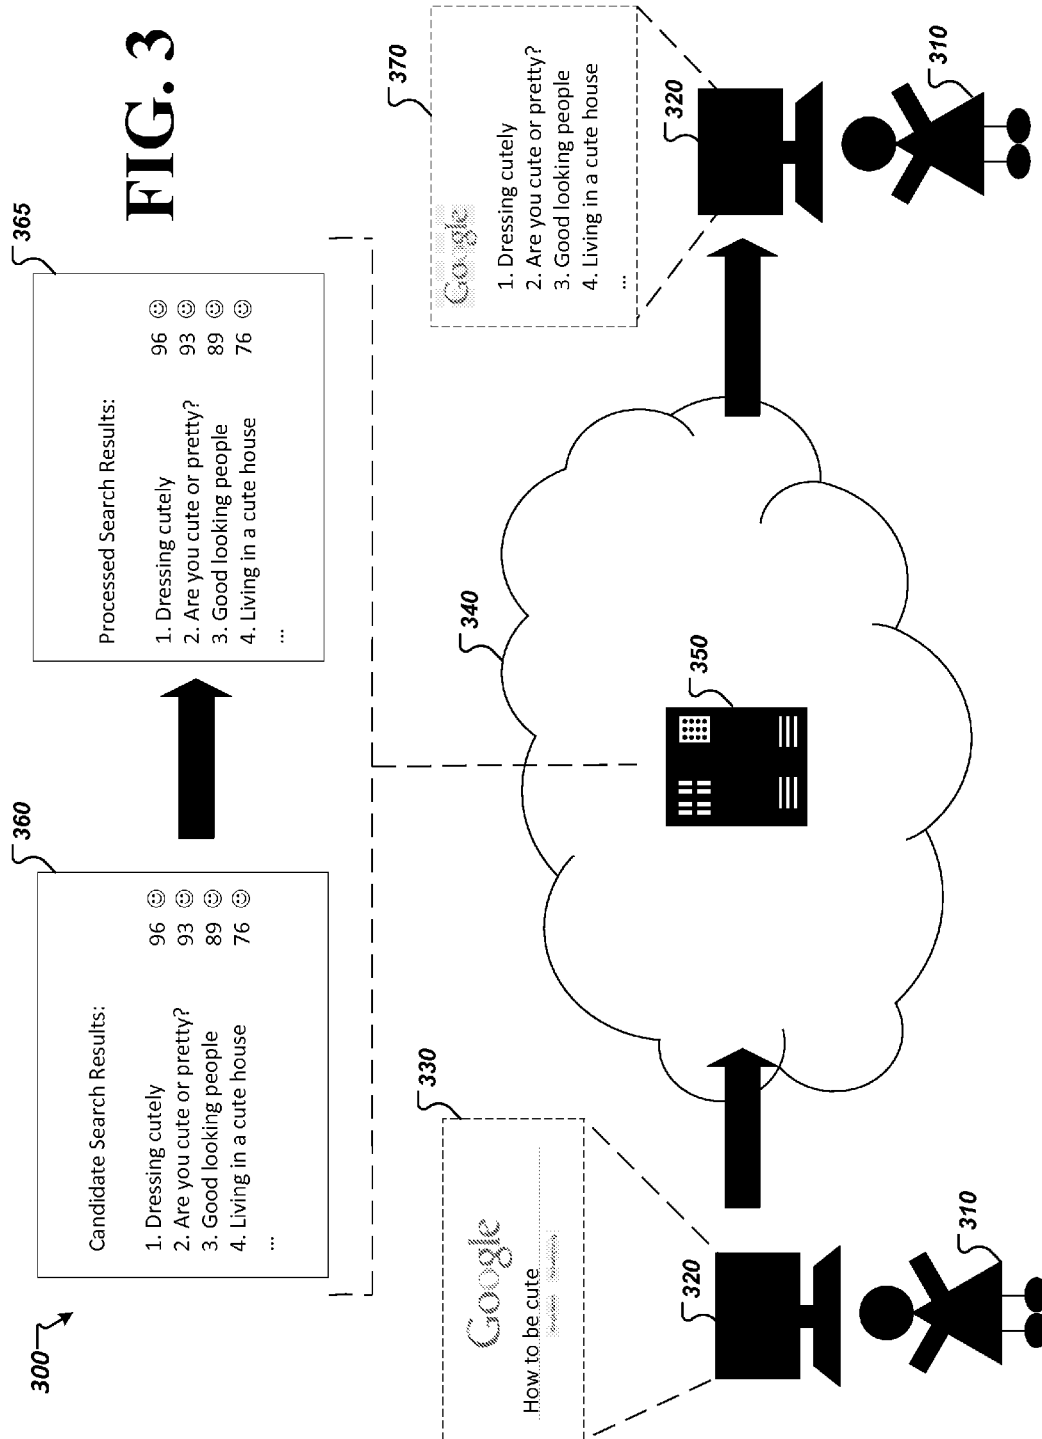 FIG. 3
300
360
Candidate Search Results:
1. Dressing cutely 96 ☺
2. Are you cute or pretty? 93 ☺
3. Good looking people 89 ☺
4. Living in a cute house 76 ☺
...
365
Processed Search Results:
1. Dressing cutely 96 ☺
2. Are you cute or pretty? 93 ☺
3. Good looking people 89 ☺
4. Living in a cute house 76 ☺
...
330
Google
How to be cute
340
350
370
Google
1. Dressing cutely
2. Are you cute or pretty?
3. Good looking people
4. Living in a cute house
...
320
310
320
310